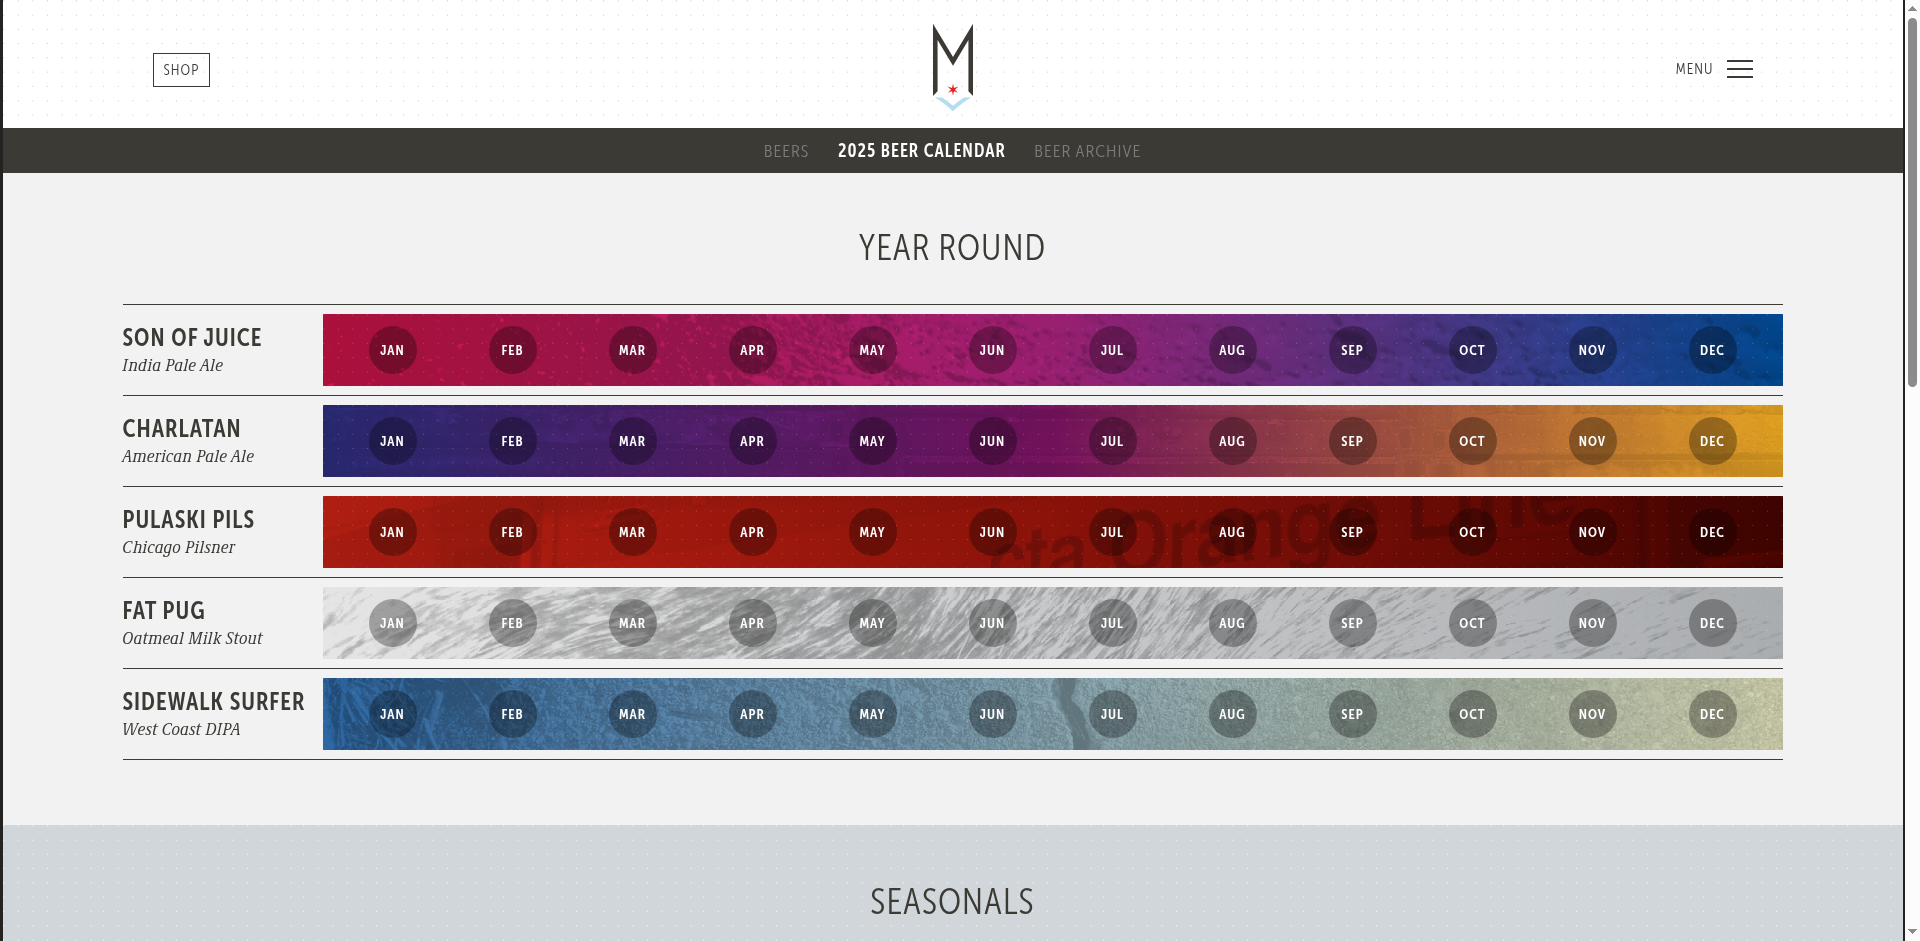 SHOP
M
MENU
BEERS 2025 BEER CALENDAR BEER ARCHIVE
YEAR ROUND
SON OF JUICE
India Pale Ale
JAN FEB MAR APR MAY JUN JUL AUG SEP OCT NOV DEC
CHARLATAN
American Pale Ale
JAN FEB MAR APR MAY JUN JUL AUG SEP OCT NOV DEC
PULASKI PILS
Chicago Pilsner
JAN FEB MAR APR MAY JUN JUL AUG SEP OCT NOV DEC
cta Orange Line
FAT PUG
Oatmeal Milk Stout
JAN FEB MAR APR MAY JUN JUL AUG SEP OCT NOV DEC
SIDEWALK SURFER
West Coast DIPA
JAN FEB MAR APR MAY JUN JUL AUG SEP OCT NOV DEC
SEASONALS